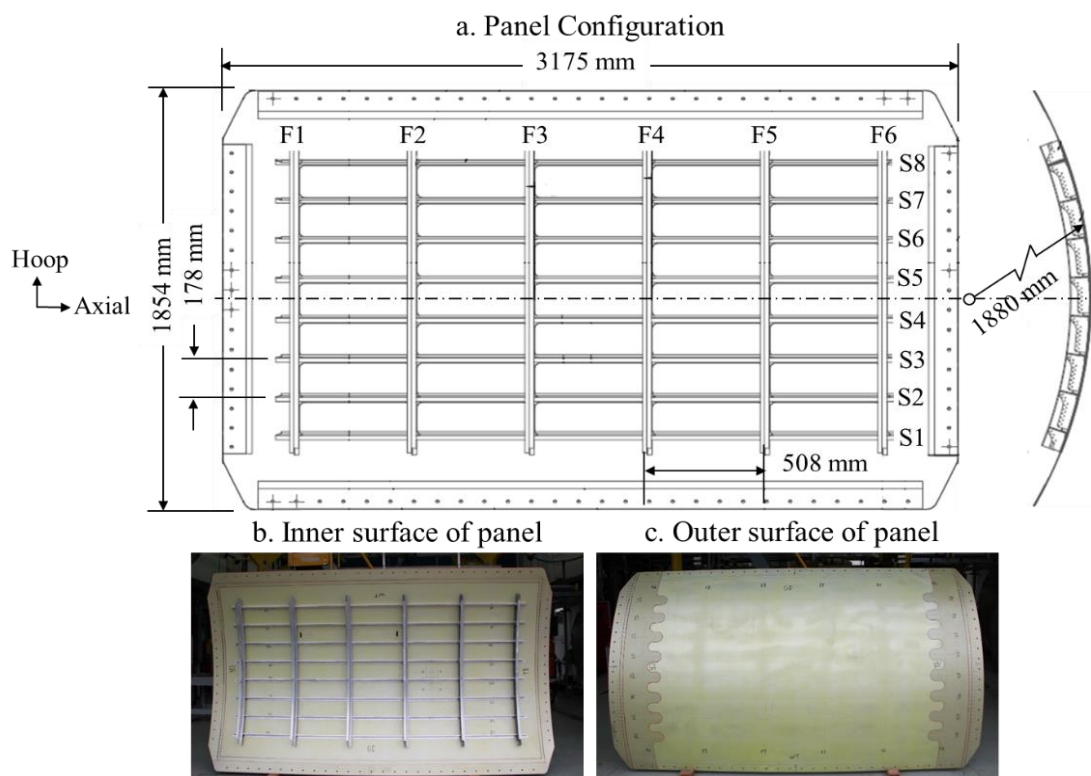 a. Panel Configuration
3175 mm
F1 F2 F3 F4 F5 F6
S8
S7
S6
S5
S4
S3
S2
S1
1854 mm
178 mm
Hoop
Axial
1880 mm
508 mm
b. Inner surface of panel
c. Outer surface of panel